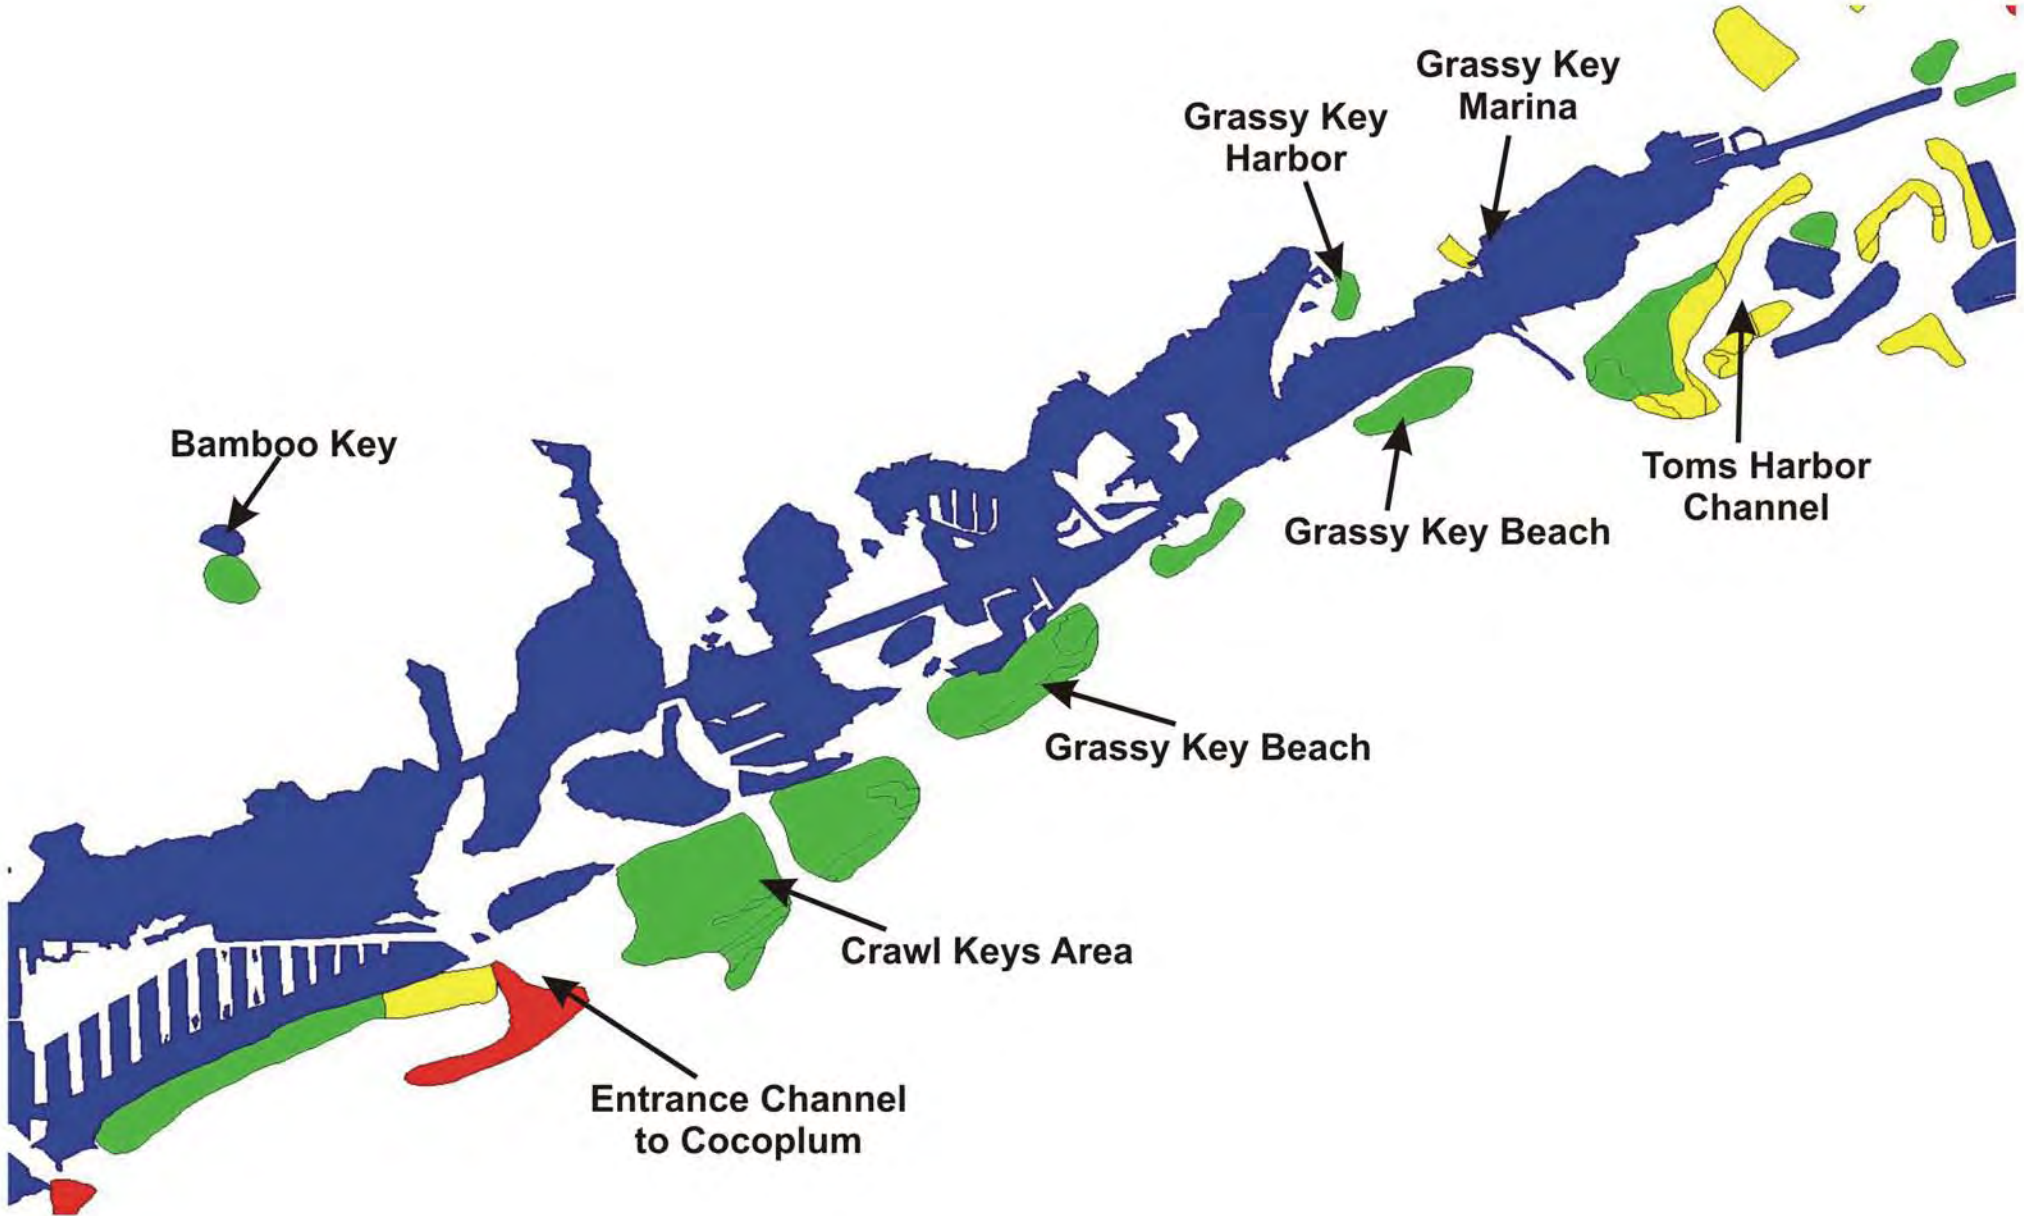 Grassy Key
Marina
Grassy Key
Harbor
Bamboo Key
Toms Harbor
Channel
Grassy Key Beach
Grassy Key Beach
Crawl Keys Area
Entrance Channel
to Cocoplum